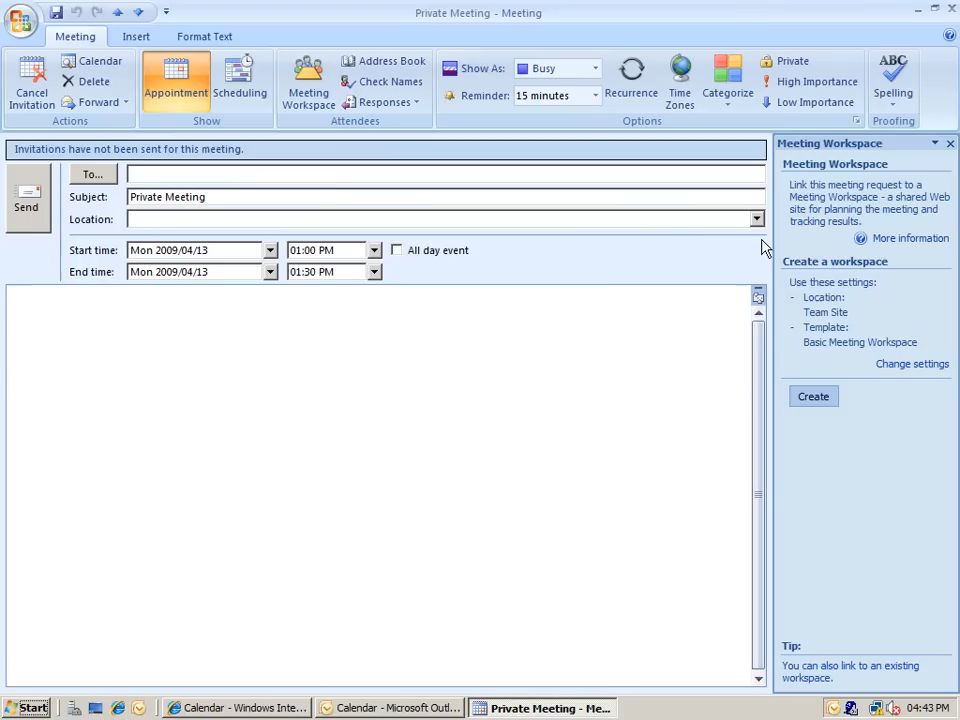 Private Meeting - Meeting
Meeting Insert Format Text
Cancel Invitation
Calendar
Delete
Forward
Actions
Appointment
Scheduling
Show
Meeting Workspace
Address Book
Check Names
Responses
Attendees
Show As: Busy
Reminder: 15 minutes
Recurrence
Time Zones
Categorize
Private
High Importance
Low Importance
Options
ABC
Spelling
Proofing
Invitations have not been sent for this meeting.
Send
To...
Subject: Private Meeting
Location:
Start time: Mon 2009/04/13 01:00 PM All day event
End time: Mon 2009/04/13 01:30 PM
Meeting Workspace
Meeting Workspace
Link this meeting request to a
Meeting Workspace - a shared Web
site for planning the meeting and
tracking results.
More information
Create a workspace
Use these settings:
- Location:
Team Site
- Template:
Basic Meeting Workspace
Change settings
Create
Tip:
You can also link to an existing
workspace.
Start
Calendar - Windows Inte...
Calendar - Microsoft Outl...
Private Meeting - Me...
04:43 PM